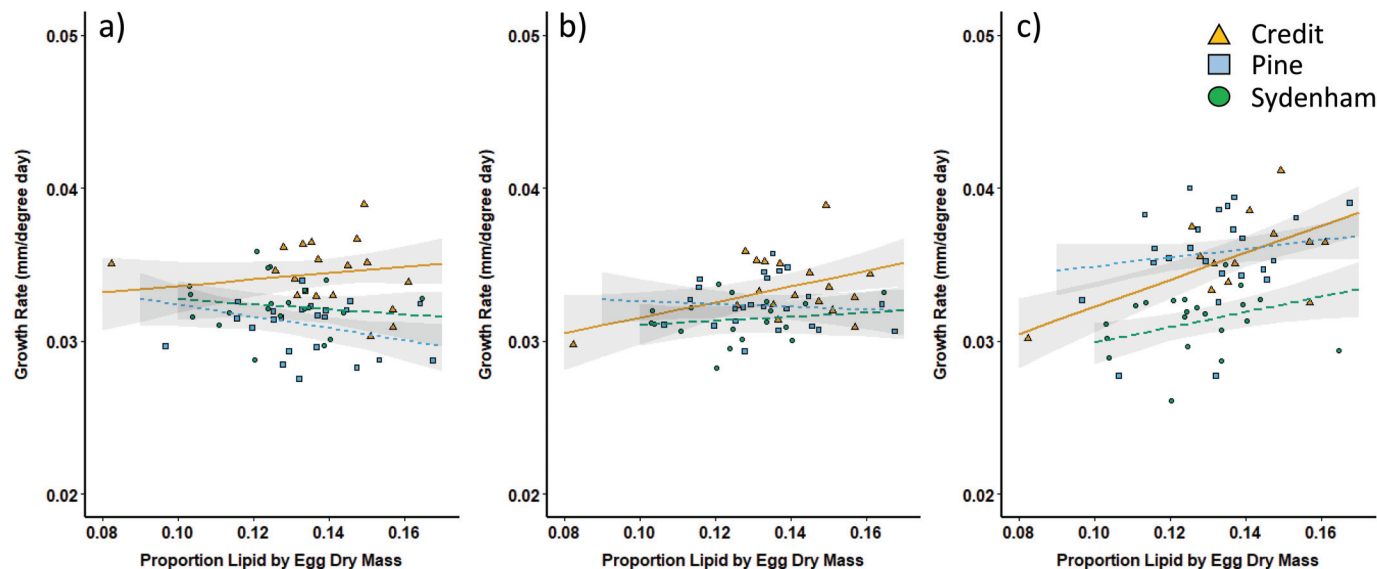 a)
0.05
0.04
0.03
0.02
Growth Rate (mm/degree day)
0.08 0.10 0.12 0.14 0.16
Proportion Lipid by Egg Dry Mass
b)
0.05
0.04
0.03
0.02
Growth Rate (mm/degree day)
0.08 0.10 0.12 0.14 0.16
Proportion Lipid by Egg Dry Mass
c)
Credit
Pine
Sydenham
0.05
0.04
0.03
0.02
Growth Rate (mm/degree day)
0.08 0.10 0.12 0.14 0.16
Proportion Lipid by Egg Dry Mass